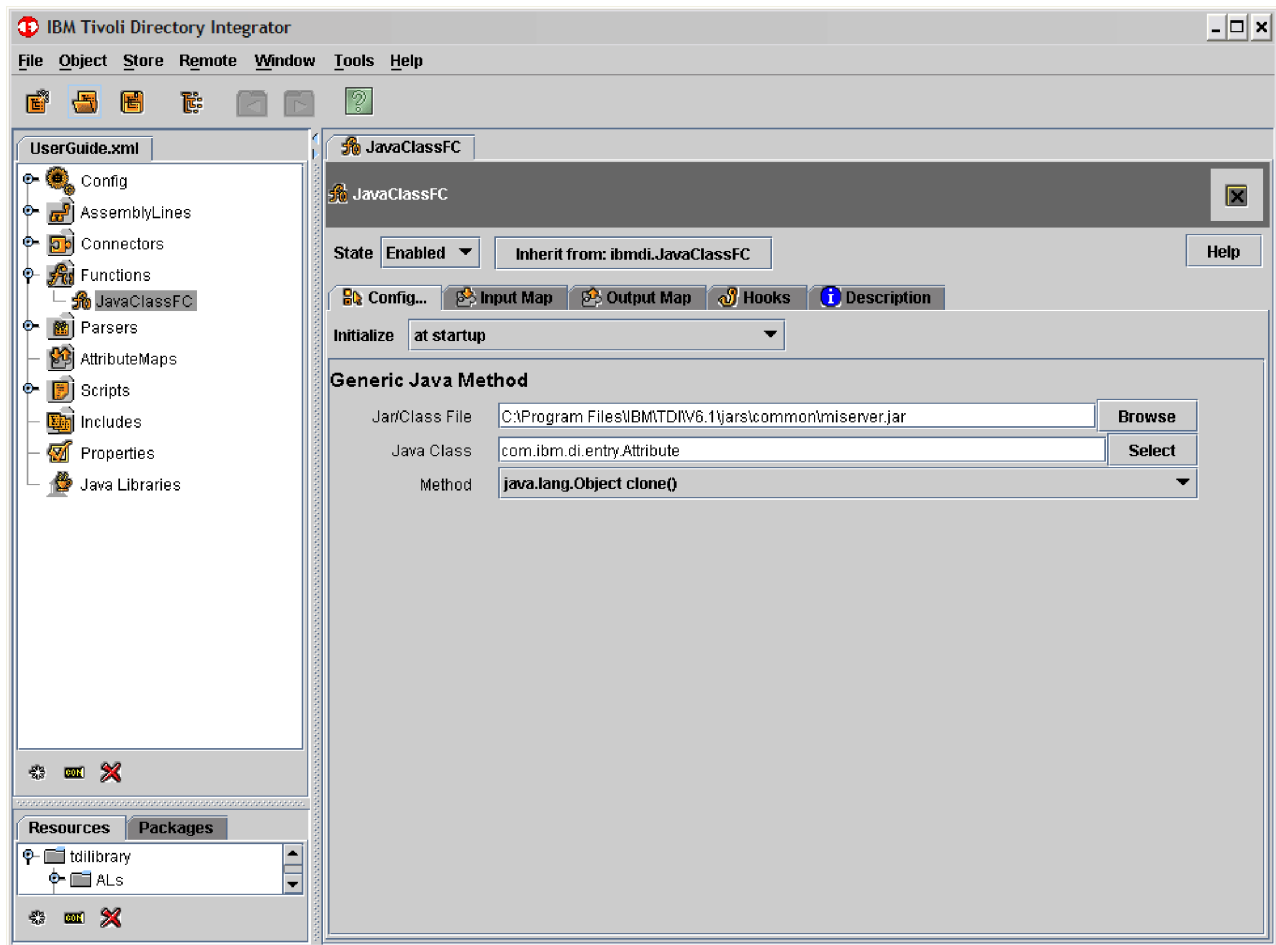 IBM Tivoli Directory Integrator
File Object Store Remote Window Tools Help
UserGuide.xml
Config
AssemblyLines
Connectors
Functions
JavaClassFC
Parsers
AttributeMaps
Scripts
Includes
Properties
Java Libraries
CON
Resources Packages
tdilibrary
ALs
CON
JavaClassFC
JavaClassFC
State Enabled Inherit from: ibmdi.JavaClassFC Help
Config... Input Map Output Map Hooks Description
Initialize at startup
Generic Java Method
Jar/Class File C:\Program Files\IBM\TDI\V6.1\jars\common\miserver.jar Browse
Java Class com.ibm.di.entry.Attribute Select
Method java.lang.Object clone()